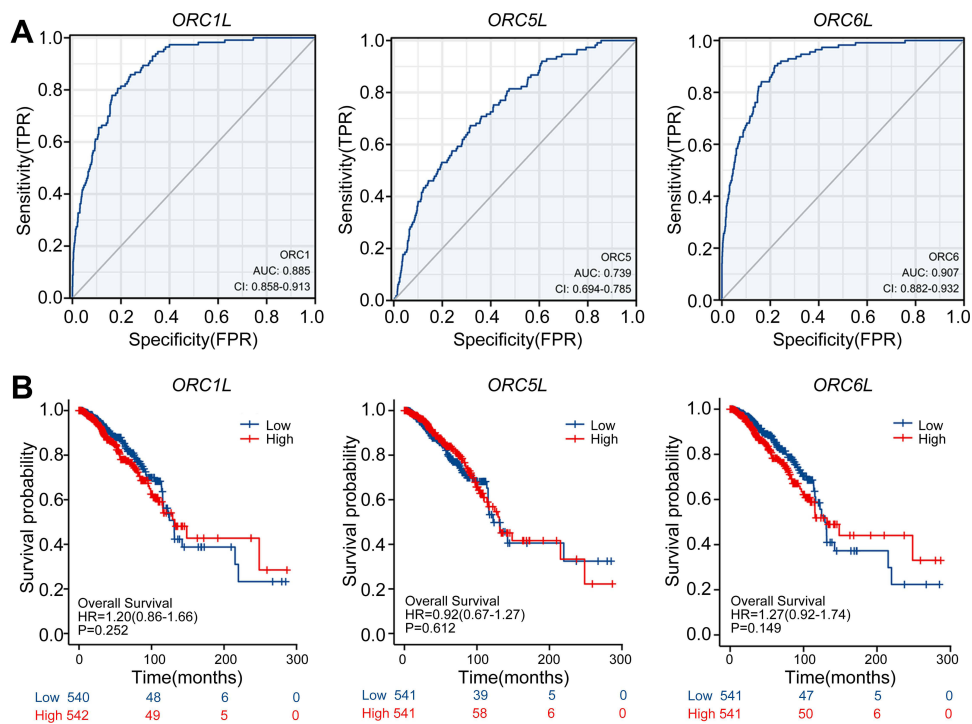 A
ORC1L
ORC5L
ORC6L
Sensitivity(TPR)
1.0
0.8
0.6
0.4
0.2
0.0
ORC1
AUC: 0.885
CI: 0.858-0.913
0.0 0.2 0.4 0.6 0.8 1.0
Specificity(FPR)
Sensitivity(TPR)
1.0
0.8
0.6
0.4
0.2
0.0
ORC5
AUC: 0.739
CI: 0.694-0.785
0.0 0.2 0.4 0.6 0.8 1.0
Specificity(FPR)
Sensitivity(TPR)
1.0
0.8
0.6
0.4
0.2
0.0
ORC6
AUC: 0.907
CI: 0.882-0.932
0.0 0.2 0.4 0.6 0.8 1.0
Specificity(FPR)
B
ORC1L
ORC5L
ORC6L
Survival probability
1.0
0.8
0.6
0.4
0.2
0.0
Low
High
Overall Survival
HR=1.20(0.86-1.66)
P=0.252
0 100 200 300
Time(months)
Low 540 48 6 0
High 542 49 5 0
Survival probability
1.0
0.8
0.6
0.4
0.2
0.0
Low
High
Overall Survival
HR=0.92(0.67-1.27)
P=0.612
0 100 200 300
Time(months)
Low 541 39 5 0
High 541 58 6 0
Survival probability
1.0
0.8
0.6
0.4
0.2
0.0
Low
High
Overall Survival
HR=1.27(0.92-1.74)
P=0.149
0 100 200 300
Time(months)
Low 541 47 5 0
High 541 50 6 0